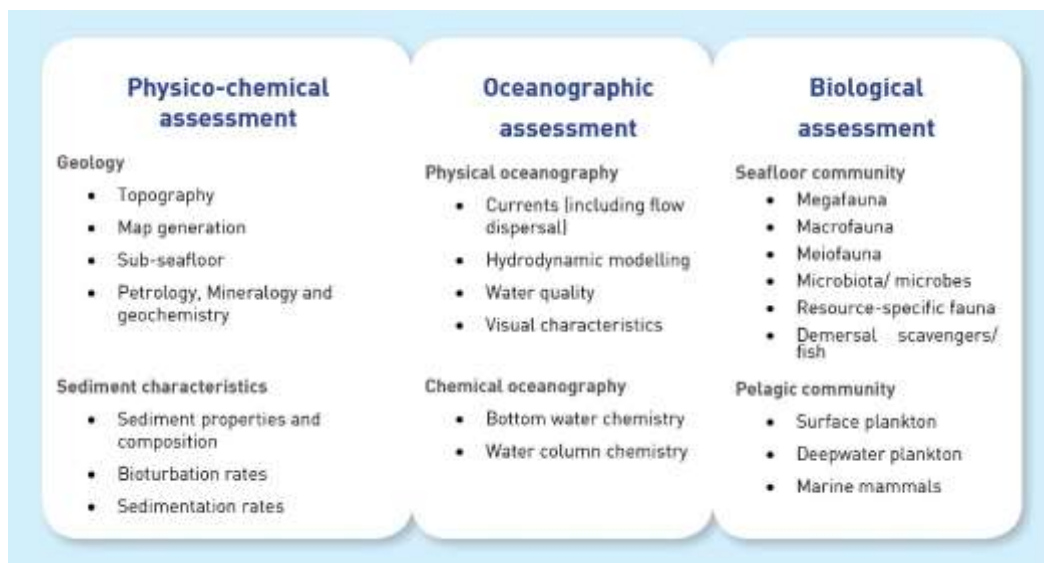 Physico-chemical
assessment
Geology
• Topography
• Map generation
• Sub-seafloor
• Petrology, Mineralogy and
geochemistry
Sediment characteristics
• Sediment properties and
composition
• Bioturbation rates
• Sedimentation rates
Oceanographic
assessment
Physical oceanography
• Currents (including flow
dispersal)
• Hydrodynamic modelling
• Water quality
• Visual characteristics
Chemical oceanography
• Bottom water chemistry
• Water column chemistry
Biological
assessment
Seafloor community
• Megafauna
• Macrofauna
• Meiofauna
• Microbiota/ microbes
• Resource-specific fauna
• Demersal scavengers/
fish
Pelagic community
• Surface plankton
• Deepwater plankton
• Marine mammals